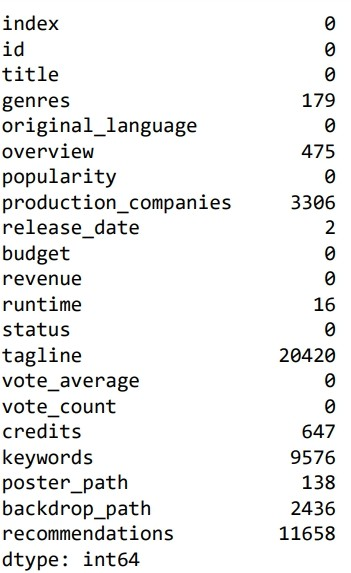 index 0
id 0
title 0
genres 179
original_language 0
overview 475
popularity 0
production_companies 3306
release_date 2
budget 0
revenue 0
runtime 16
status 0
tagline 20420
vote_average 0
vote_count 0
credits 647
keywords 9576
poster_path 138
backdrop_path 2436
recommendations 11658
dtype: int64